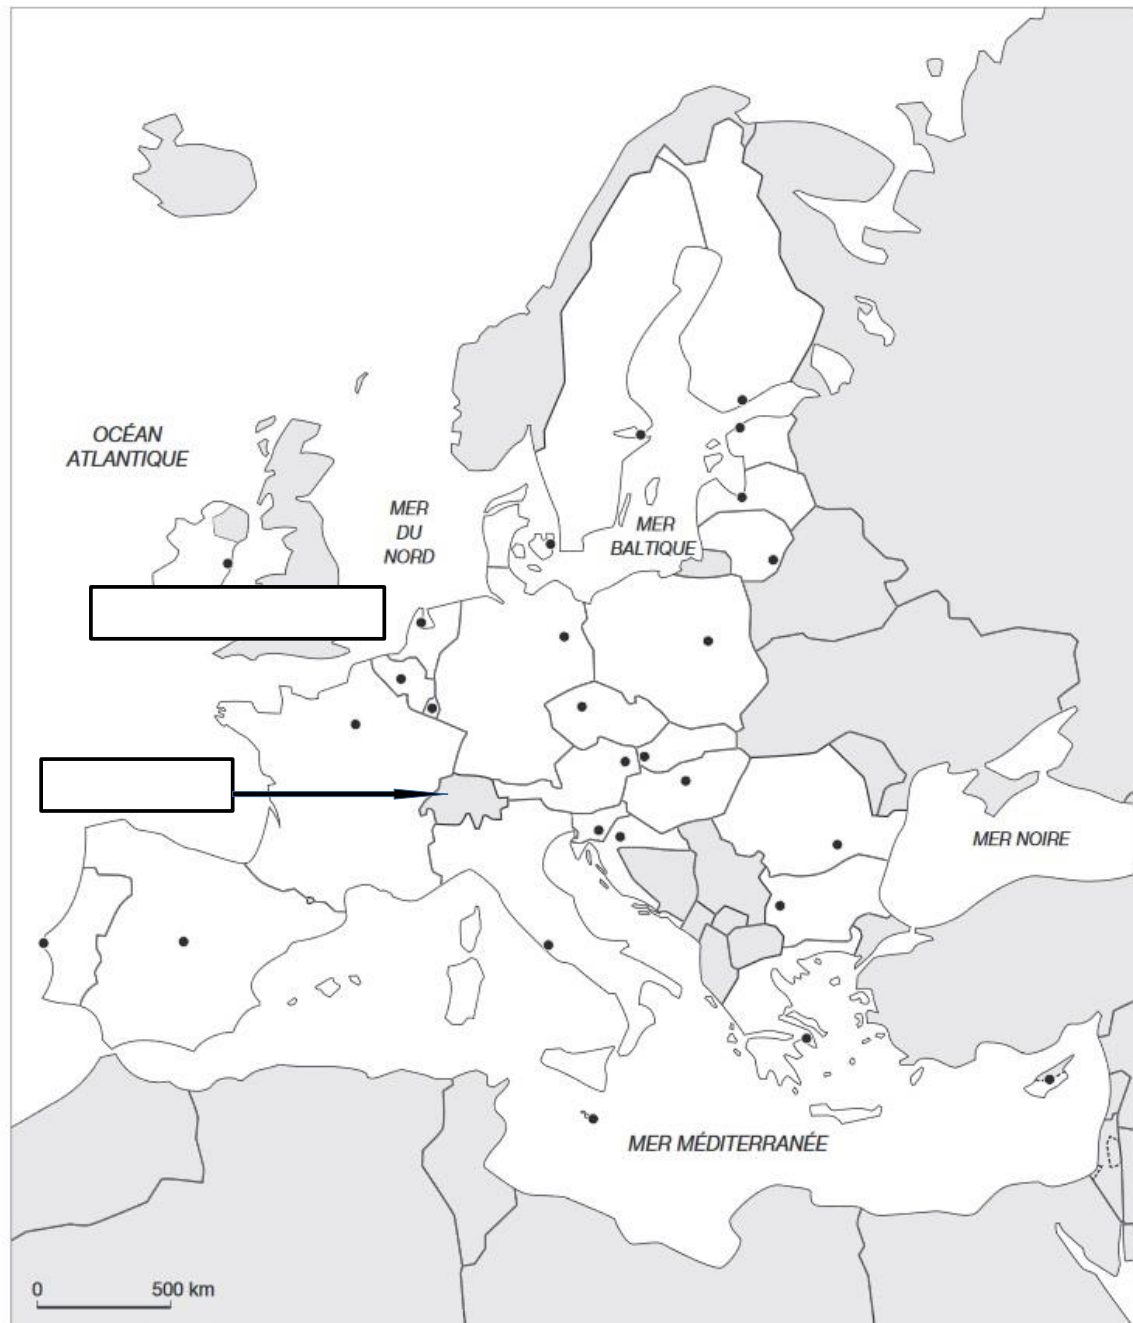 OCÉAN
ATLANTIQUE
MER
DU
NORD
MER
BALTIQUE
MER NOIRE
MER MÉDITERRANÉE
0 500 km